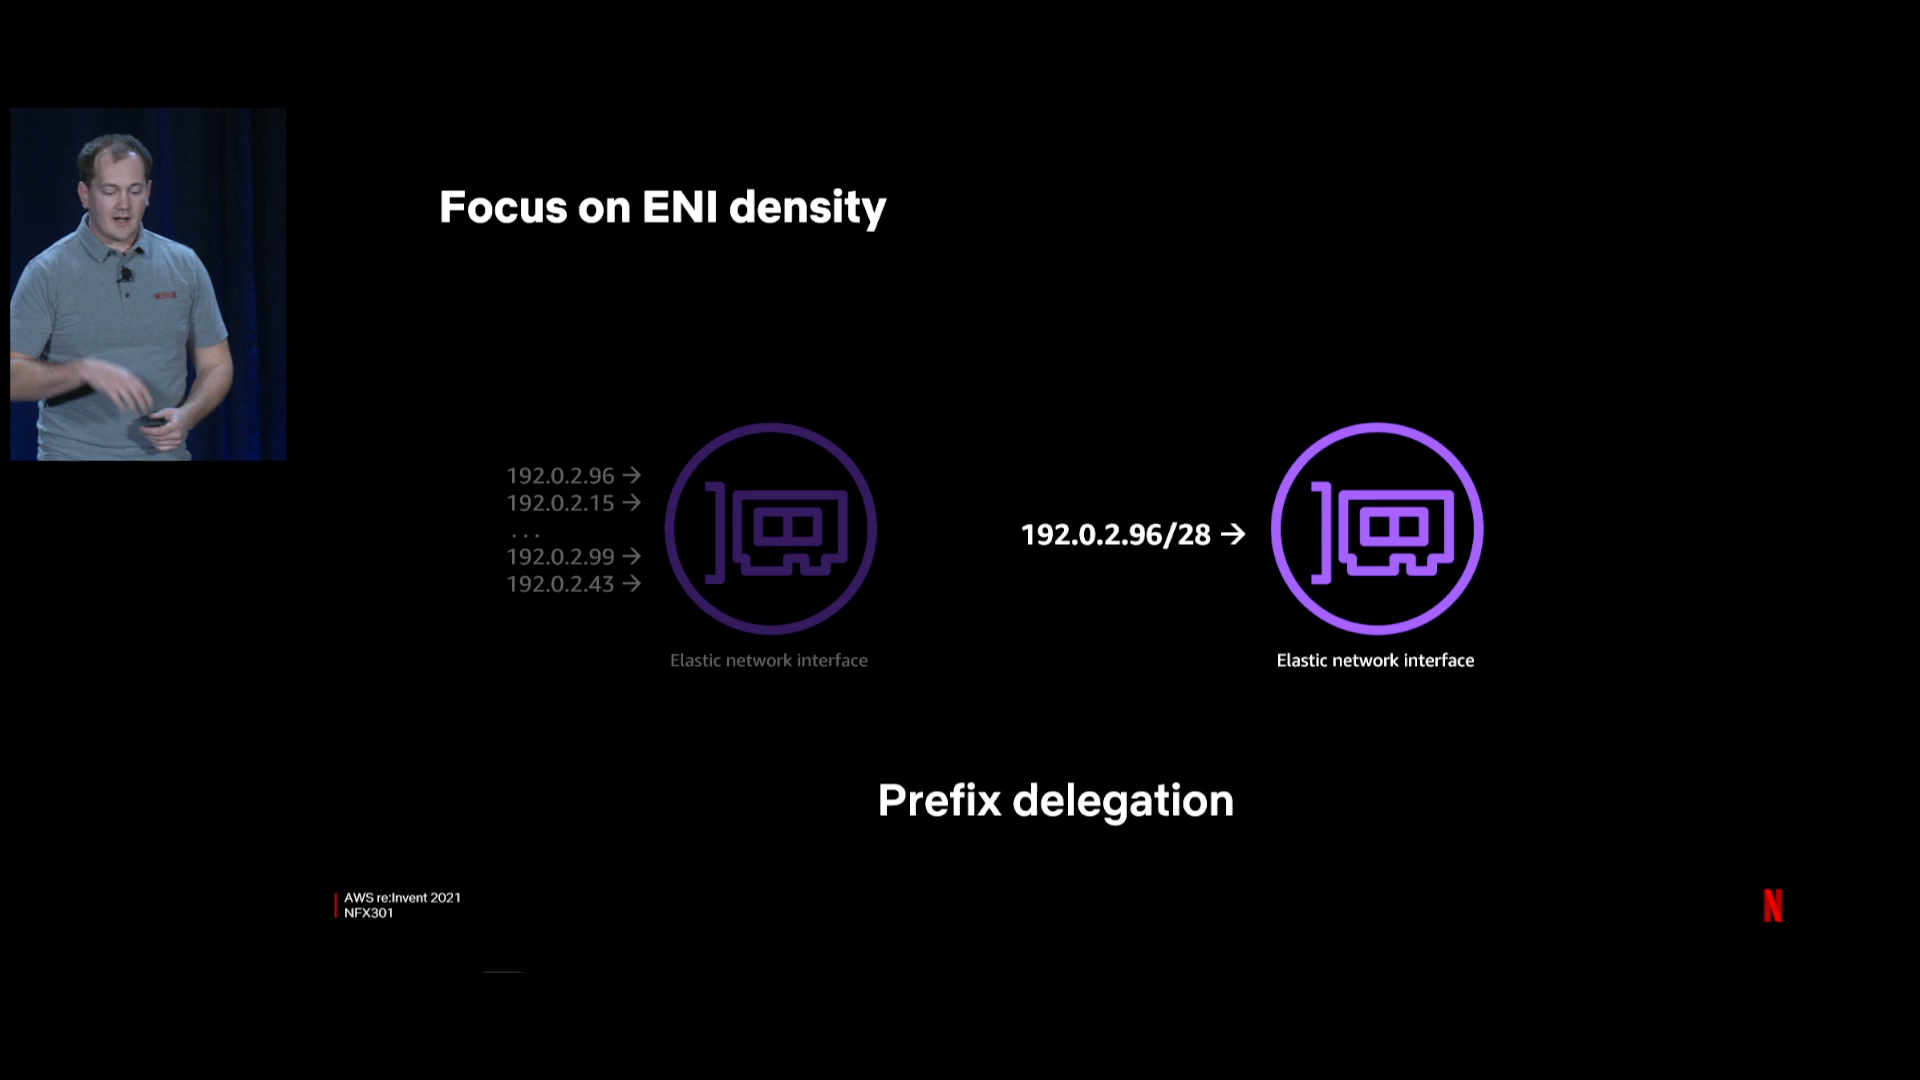 Focus on ENI density
192.0.2.96 →
192.0.2.15 →
...
192.0.2.99 →
192.0.2.43 →
Elastic network interface
192.0.2.96/28 →
Elastic network interface
Prefix delegation
AWS re:Invent 2021
NFX301
N
NETFLIX